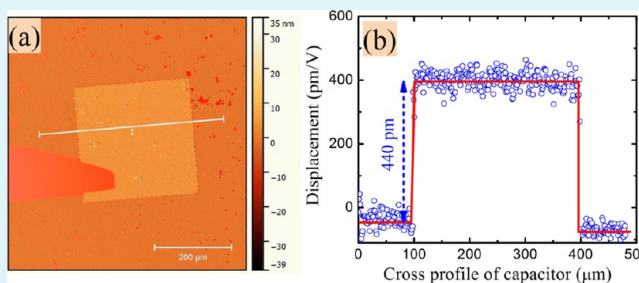 (a)
35 nm
20
10
0
−10
−20
−30
−39
1
200 μm
(b)
Displacement (pm/V)
600
400
200
0
440 pm
0
100
200
300
400
50
Cross profile of capacitor (μm)